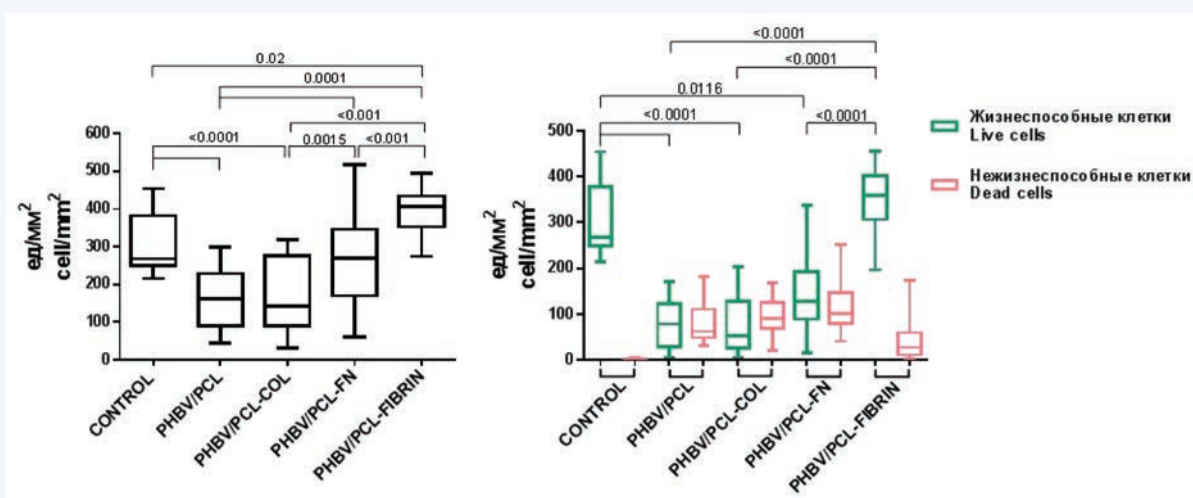 0.02
0.0001
<0.001
<0.0001
0.0015
<0.001
600
500
400
300
200
100
0
ед/мм²
cell/mm²
CONTROL
PHBV/PCL
PHBV/PCL-COL
PHBV/PCL-FN
PHBV/PCL-FIBRIN
<0.0001
<0.0001
0.0116
<0.0001
<0.0001
500
400
300
200
100
0
ед/мм²
cell/mm²
CONTROL
PHBV/PCL
PHBV/PCL-COL
PHBV/PCL-FN
PHBV/PCL-FIBRIN
Жизнеспособные клетки
Live cells
Нежизнеспособные клетки
Dead cells